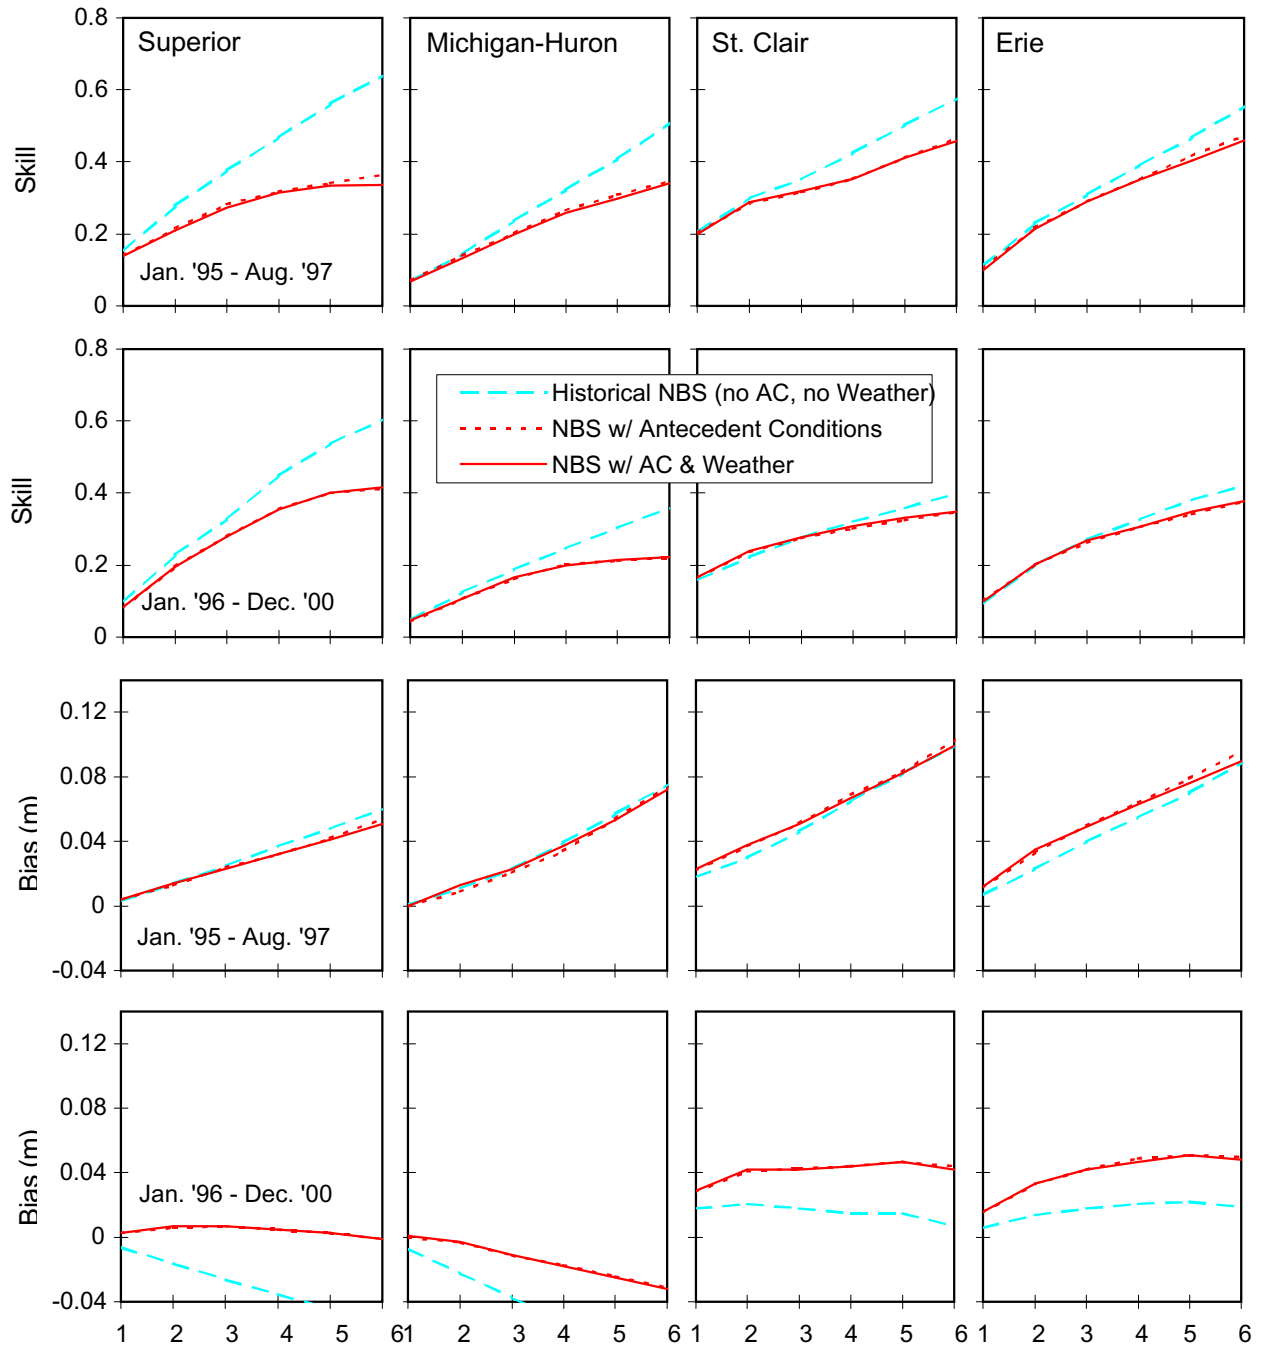 Superior
Michigan-Huron
St. Clair
Erie
Skill
0.8
0.6
0.4
0.2
0
Jan. '95 - Aug. '97
Skill
0.8
0.6
0.4
0.2
0
Historical NBS (no AC, no Weather)
NBS w/ Antecedent Conditions
NBS w/ AC & Weather
Jan. '96 - Dec. '00
Bias (m)
0.12
0.08
0.04
0
-0.04
Jan. '95 - Aug. '97
Bias (m)
0.12
0.08
0.04
0
-0.04
Jan. '96 - Dec. '00
1 2 3 4 5 6 1 2 3 4 5 6 1 2 3 4 5 6 1 2 3 4 5 6